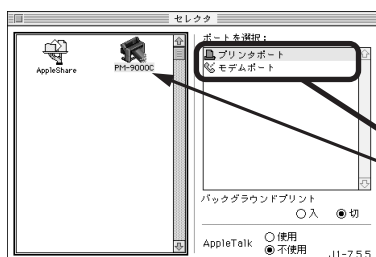 セレクタ
AppleShare
PM-9000C
ポートを選択：
プリンタポート
モデムポート
バックグラウンドプリント
入 切
AppleTalk
使用
不使用
J1-7.5.5